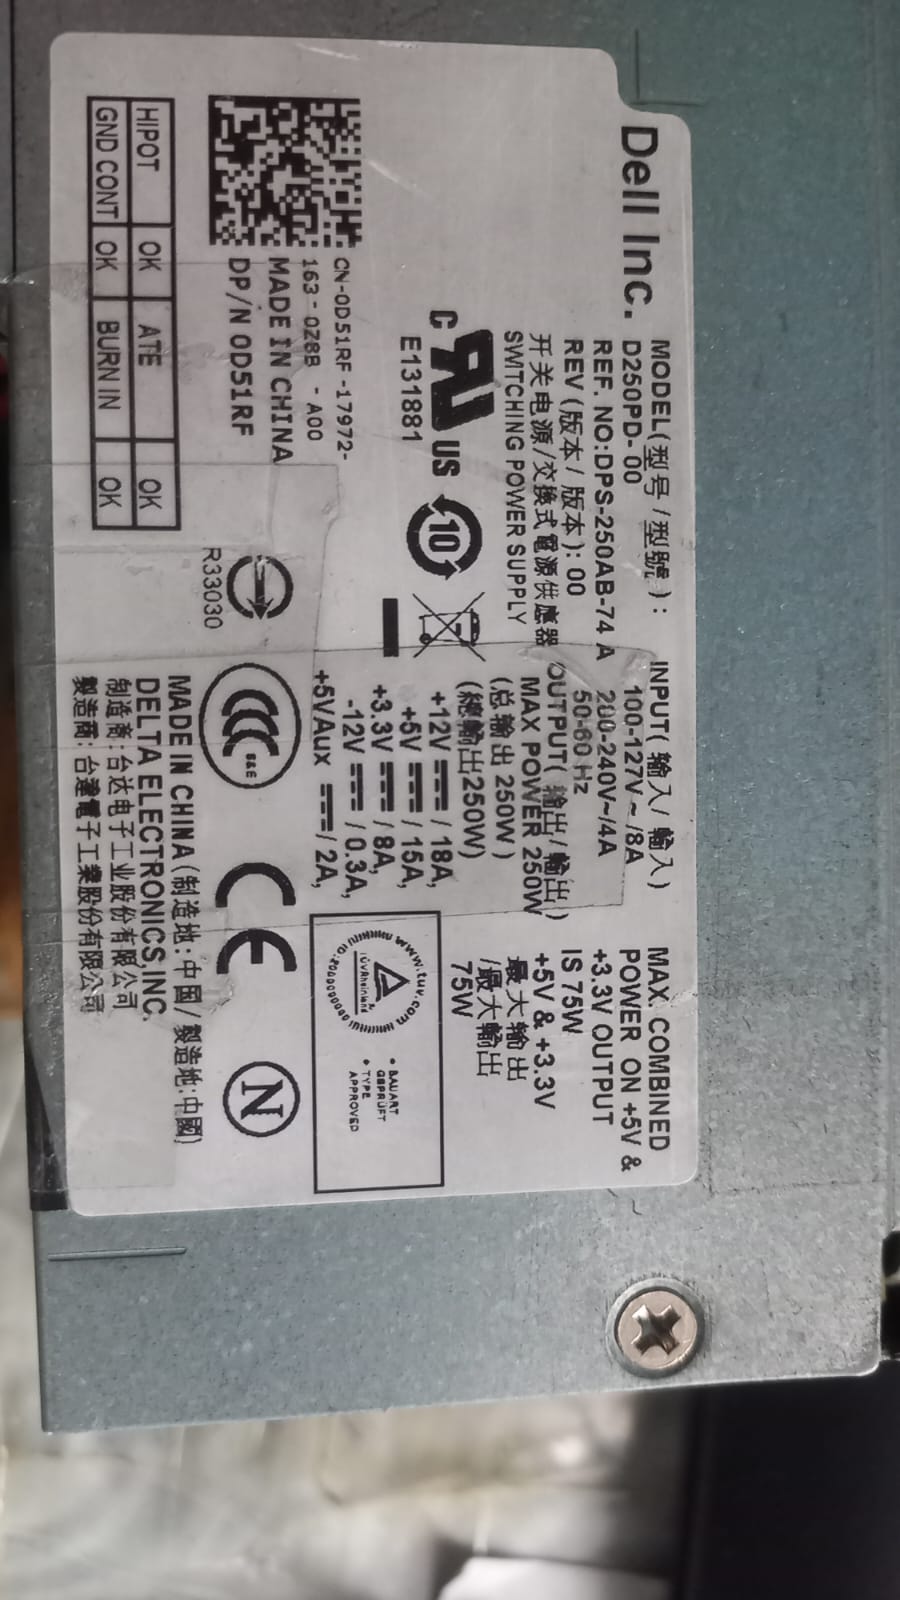 Dell Inc.
MODEL(型号/型號):
D250PD-00
REF. NO:DPS-250AB-74 A
REV(版本/版本):00
开关电源/交換式電源供應器
SWITCHING POWER SUPPLY
INPUT(输入/輸入)
100-127V~/8A
200-240V~/4A
50-60Hz
OUTPUT(输出/輸出)
MAX POWER 250W
(总输出 250W)
(總輸出250W)
+12V⎓/18A,
+5V⎓/15A,
+3.3V⎓/8A,
-12V⎓/0.3A,
+5VAux ⎓/2A,
MAX. COMBINED
POWER ON +5V &
+3.3V OUTPUT
IS 75W
+5V & +3.3V
最大输出
/最大輸出
75W
C US
E131881
10
CN-0D51RF-17972-
163-0Z8B -A00
MADE IN CHINA
DP/N 0D51RF
HIPOT OK ATE OK
GND CONT OK BURN IN OK
R33030
CCC S&E
CE
N
www.tuv.com
TÜVRheinland
• BAUART
GEPRÜFT
• TYPE
APPROVED
MADE IN CHINA(制造地:中国/製造地:中國)
DELTA ELECTRONICS,INC.
制造商:台达电子工业股份有限公司
製造商:台達電子工業股份有限公司